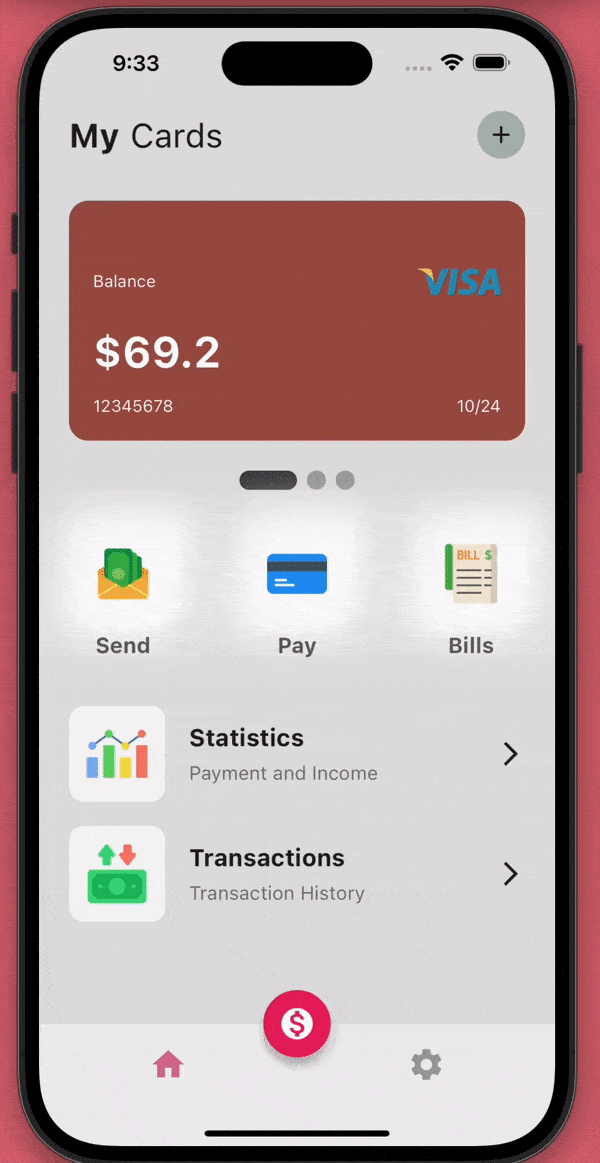 9:33
My Cards
+
Balance
VISA
$69.2
12345678 10/24
BILL $
Send Pay Bills
Statistics
Payment and Income
Transactions
Transaction History
$